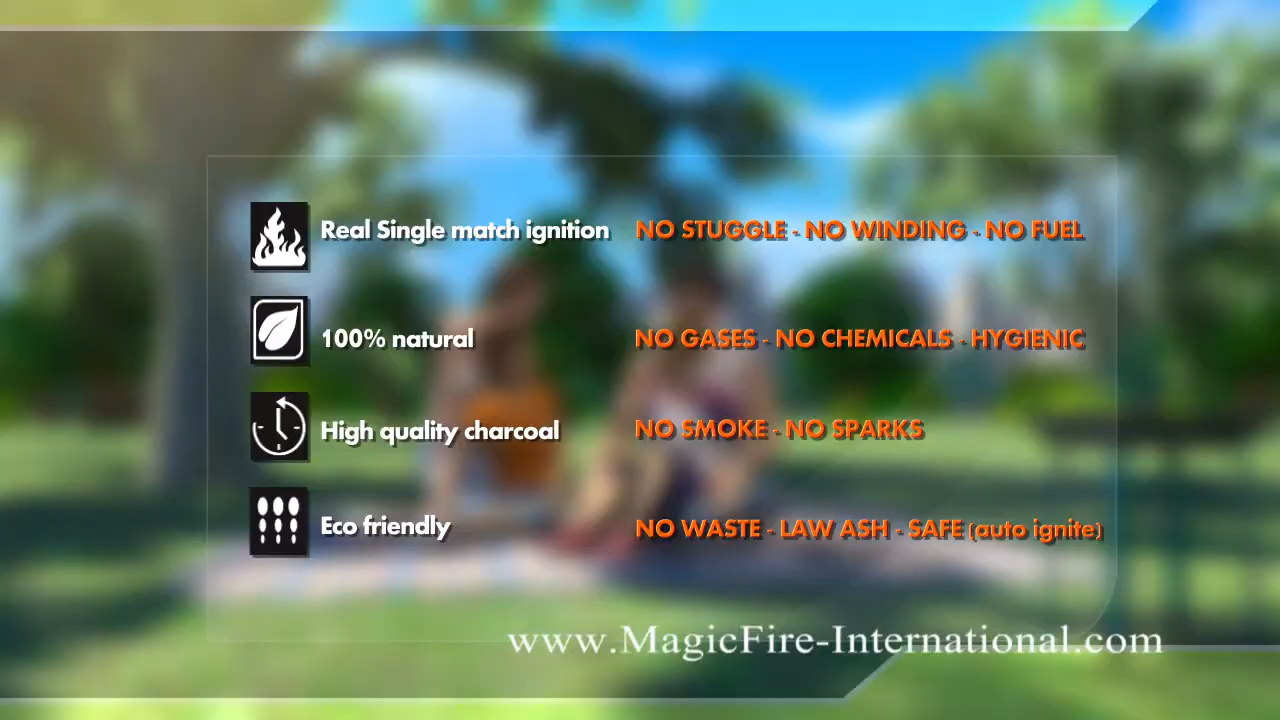 Real Single match ignition NO STUGGLE - NO WINDING - NO FUEL
100% natural NO GASES - NO CHEMICALS - HYGIENIC
High quality charcoal NO SMOKE - NO SPARKS
Eco friendly NO WASTE - LAW ASH - SAFE (auto ignite)
www.MagicFire-International.com